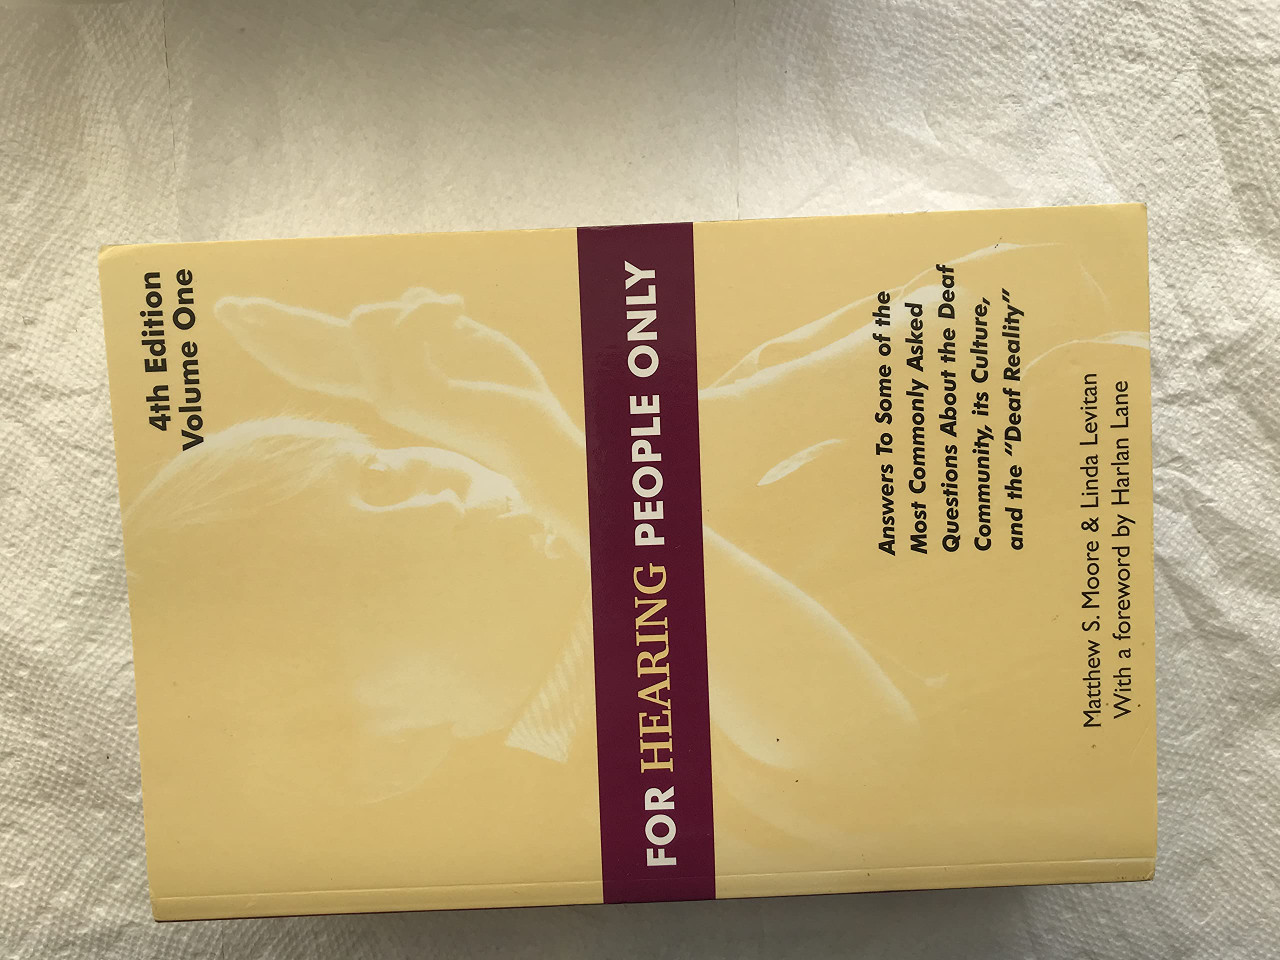 4th Edition
Volume One
FOR HEARING PEOPLE ONLY
Answers To Some of the
Most Commonly Asked
Questions About the Deaf
Community, its Culture,
and the “Deaf Reality”
Matthew S. Moore & Linda Levitan
With a foreword by Harlan Lane